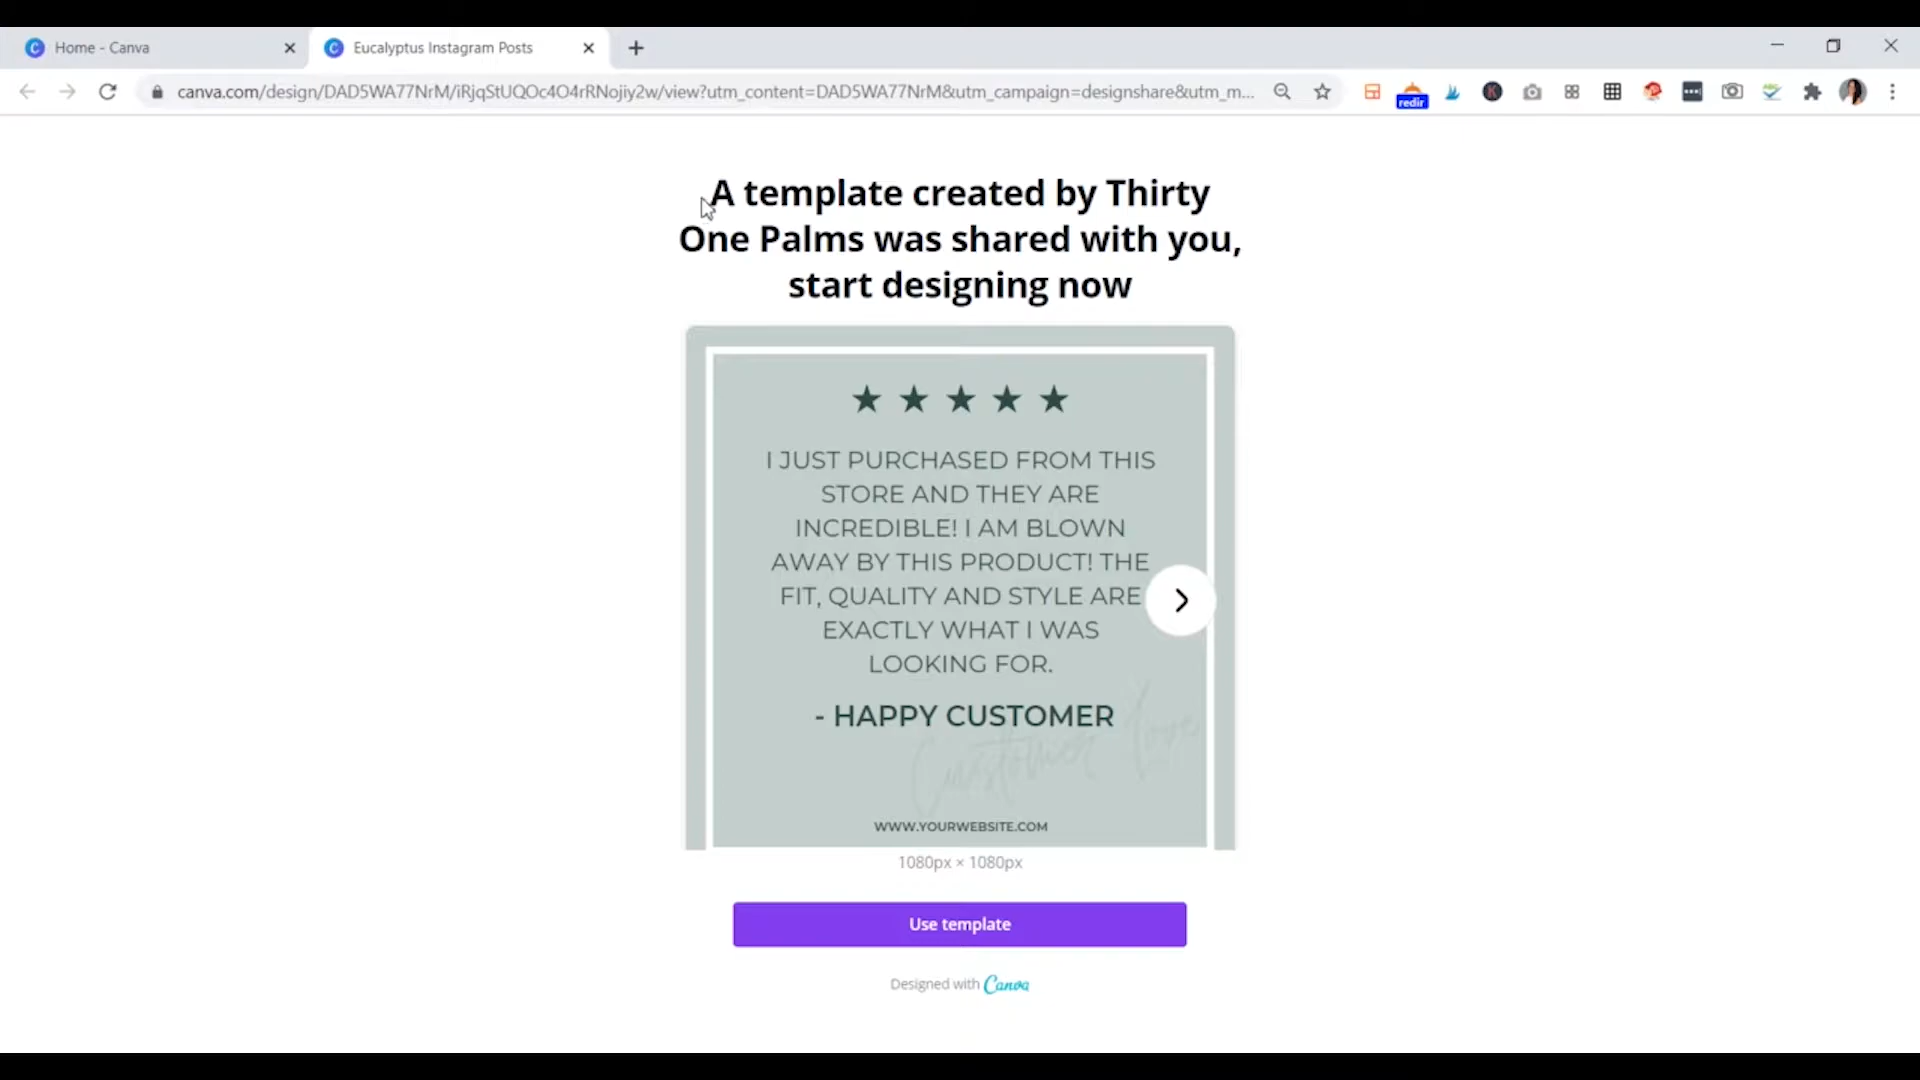 Home - Canva
Eucalyptus Instagram Posts
canva.com/design/DAD5WA77NrM/iRjqStUQOc4O4rRNojiy2w/view?utm_content=DAD5WA77NrM&utm_campaign=designshare&utm_m...
redir
A template created by Thirty
One Palms was shared with you,
start designing now
I JUST PURCHASED FROM THIS
STORE AND THEY ARE
INCREDIBLE! I AM BLOWN
AWAY BY THIS PRODUCT! THE
FIT, QUALITY AND STYLE ARE
EXACTLY WHAT I WAS
LOOKING FOR.
- HAPPY CUSTOMER
Customer Love
WWW.YOURWEBSITE.COM
1080px × 1080px
Use template
Designed with Canva